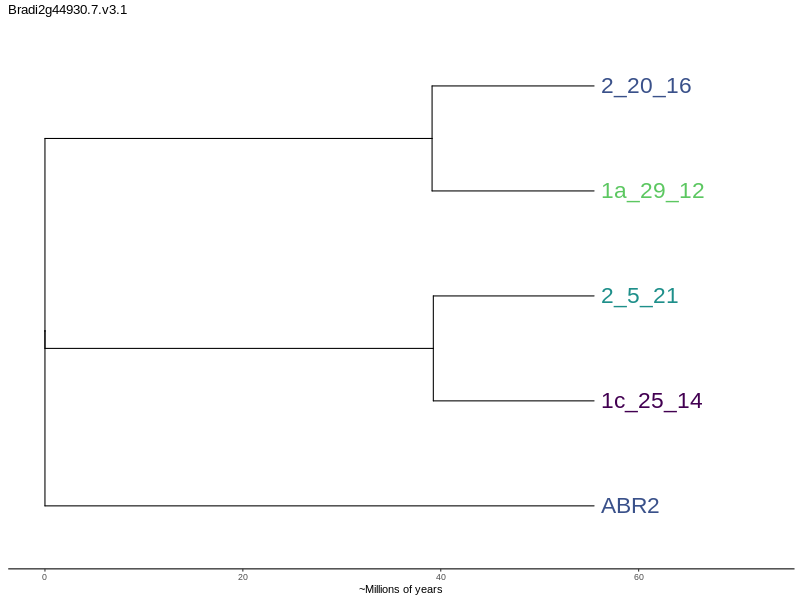 Bradi2g44930.7.v3.1
2_20_16
1a_29_12
2_5_21
1c_25_14
ABR2
0 20 40 60
~Millions of years